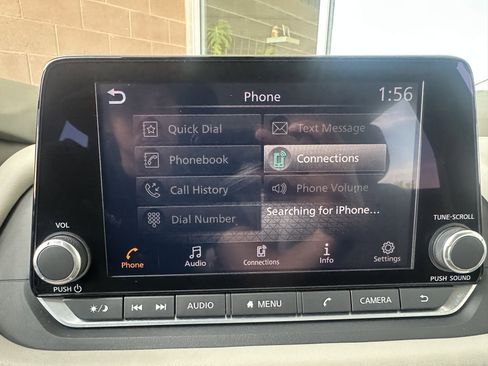 Phone
1:56
Quick Dial
Text Message
Phonebook
Connections
Call History
Phone Volume
Dial Number
Searching for iPhone...
Phone
Audio
Connections
Info
Settings
VOL
PUSH
TUNE-SCROLL
PUSH SOUND
AUDIO
MENU
CAMERA